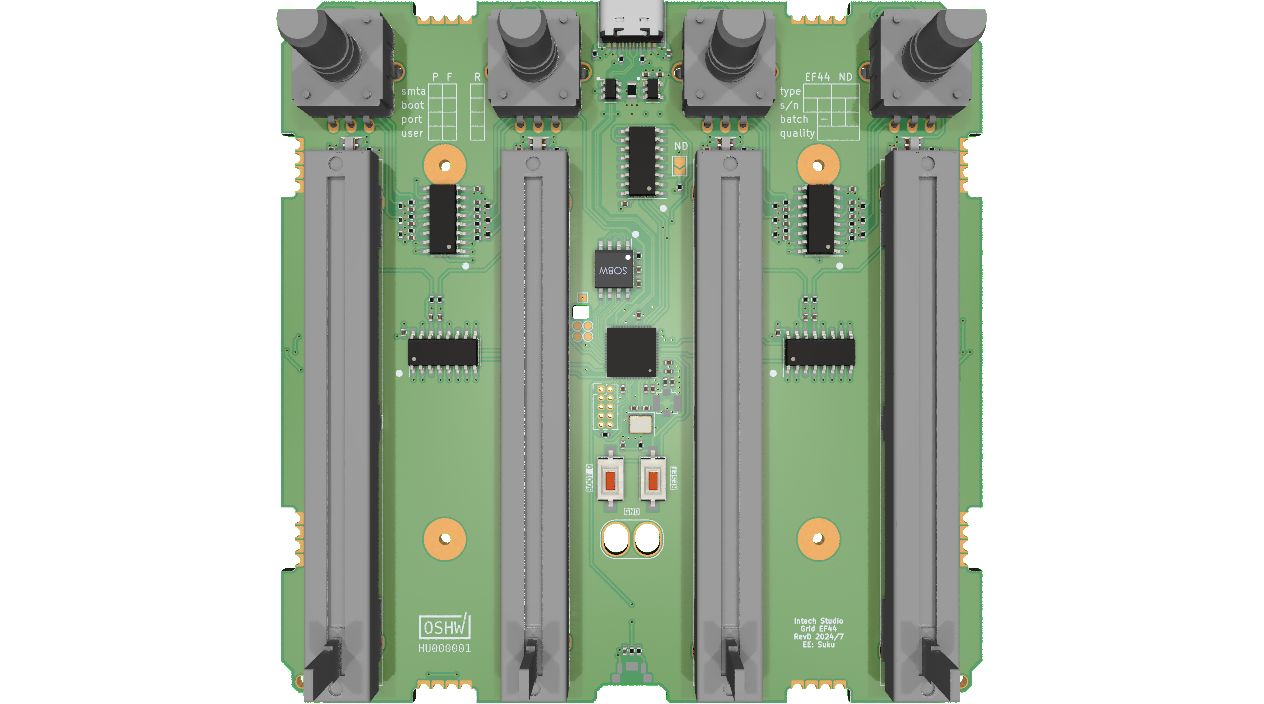 P F
R
smta
boot
port
user
EF44 ND
type
s/n
batch
quality
ND
SOBW
GND
OSHW
HU000001
Intech Studio
Grid EF44
RevD 2024/7
EE: Suku